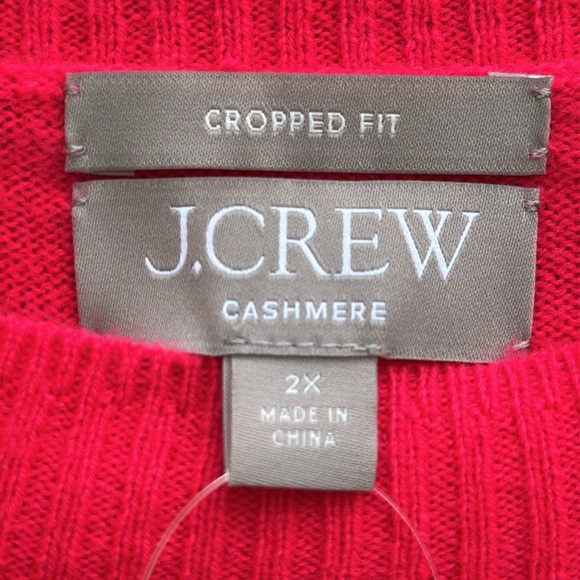 CROPPED FIT
J.CREW
CASHMERE
2X
MADE IN
CHINA